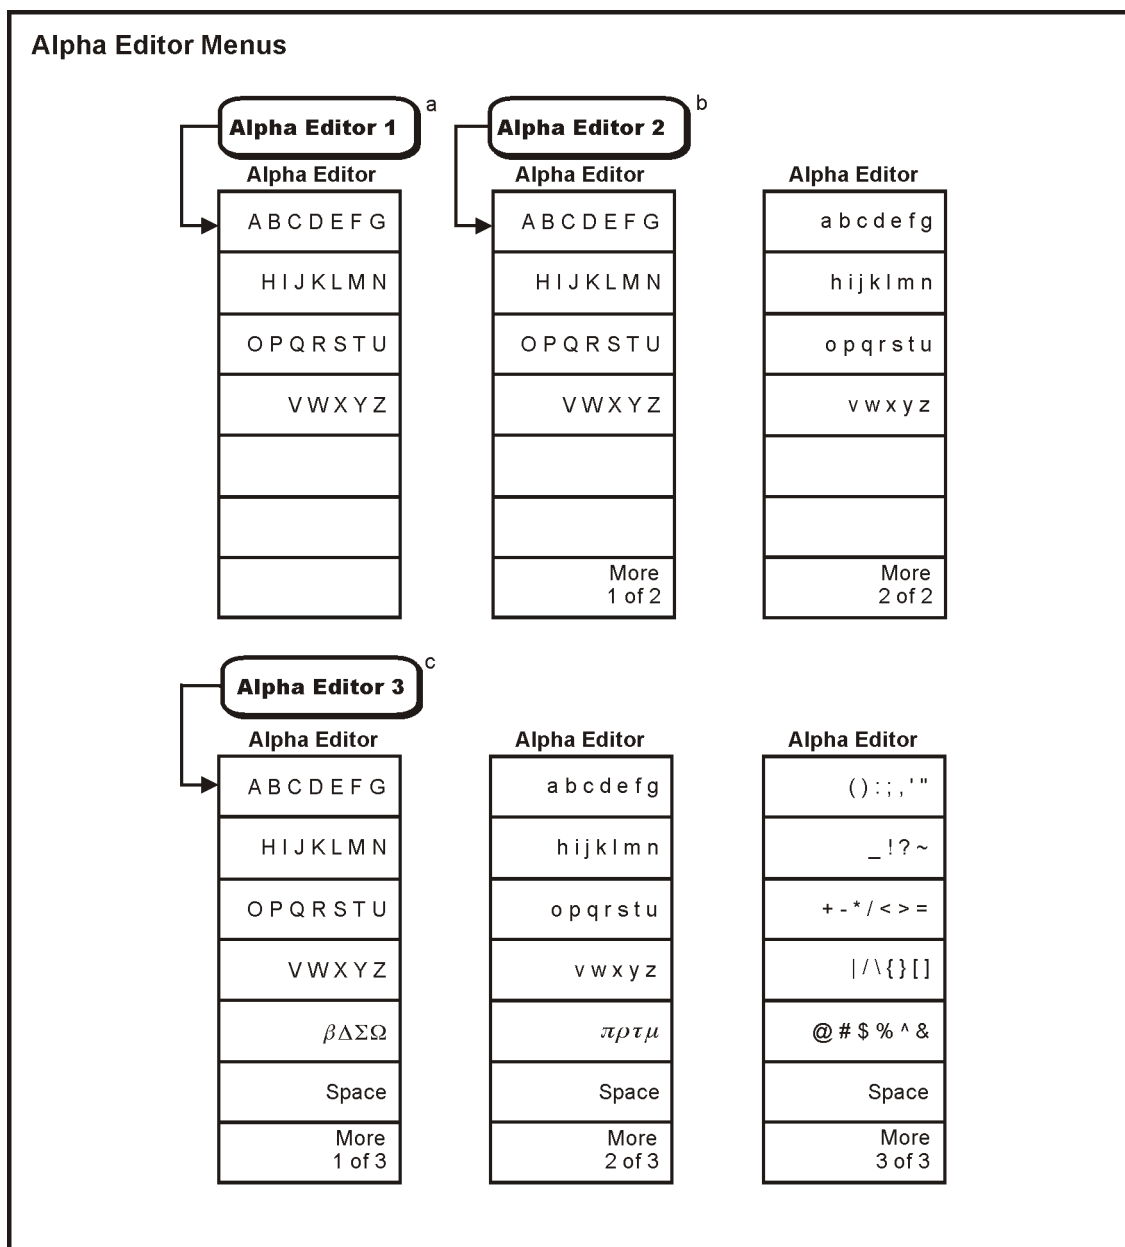 Alpha Editor Menus
Alpha Editor 1 a
Alpha Editor
A B C D E F G
H I J K L M N
O P Q R S T U
V W X Y Z
Alpha Editor 2 b
Alpha Editor
A B C D E F G
H I J K L M N
O P Q R S T U
V W X Y Z
More
1 of 2
Alpha Editor
a b c d e f g
h i j k l m n
o p q r s t u
v w x y z
More
2 of 2
Alpha Editor 3 c
Alpha Editor
A B C D E F G
H I J K L M N
O P Q R S T U
V W X Y Z
βΔΣΩ
Space
More
1 of 3
Alpha Editor
a b c d e f g
h i j k l m n
o p q r s t u
v w x y z
πρτμ
Space
More
2 of 3
Alpha Editor
( ) : ; , ' "
_ ! ? ~
+ - * / < > =
| / \ { } [ ]
@ # $ % ^ &
Space
More
3 of 3